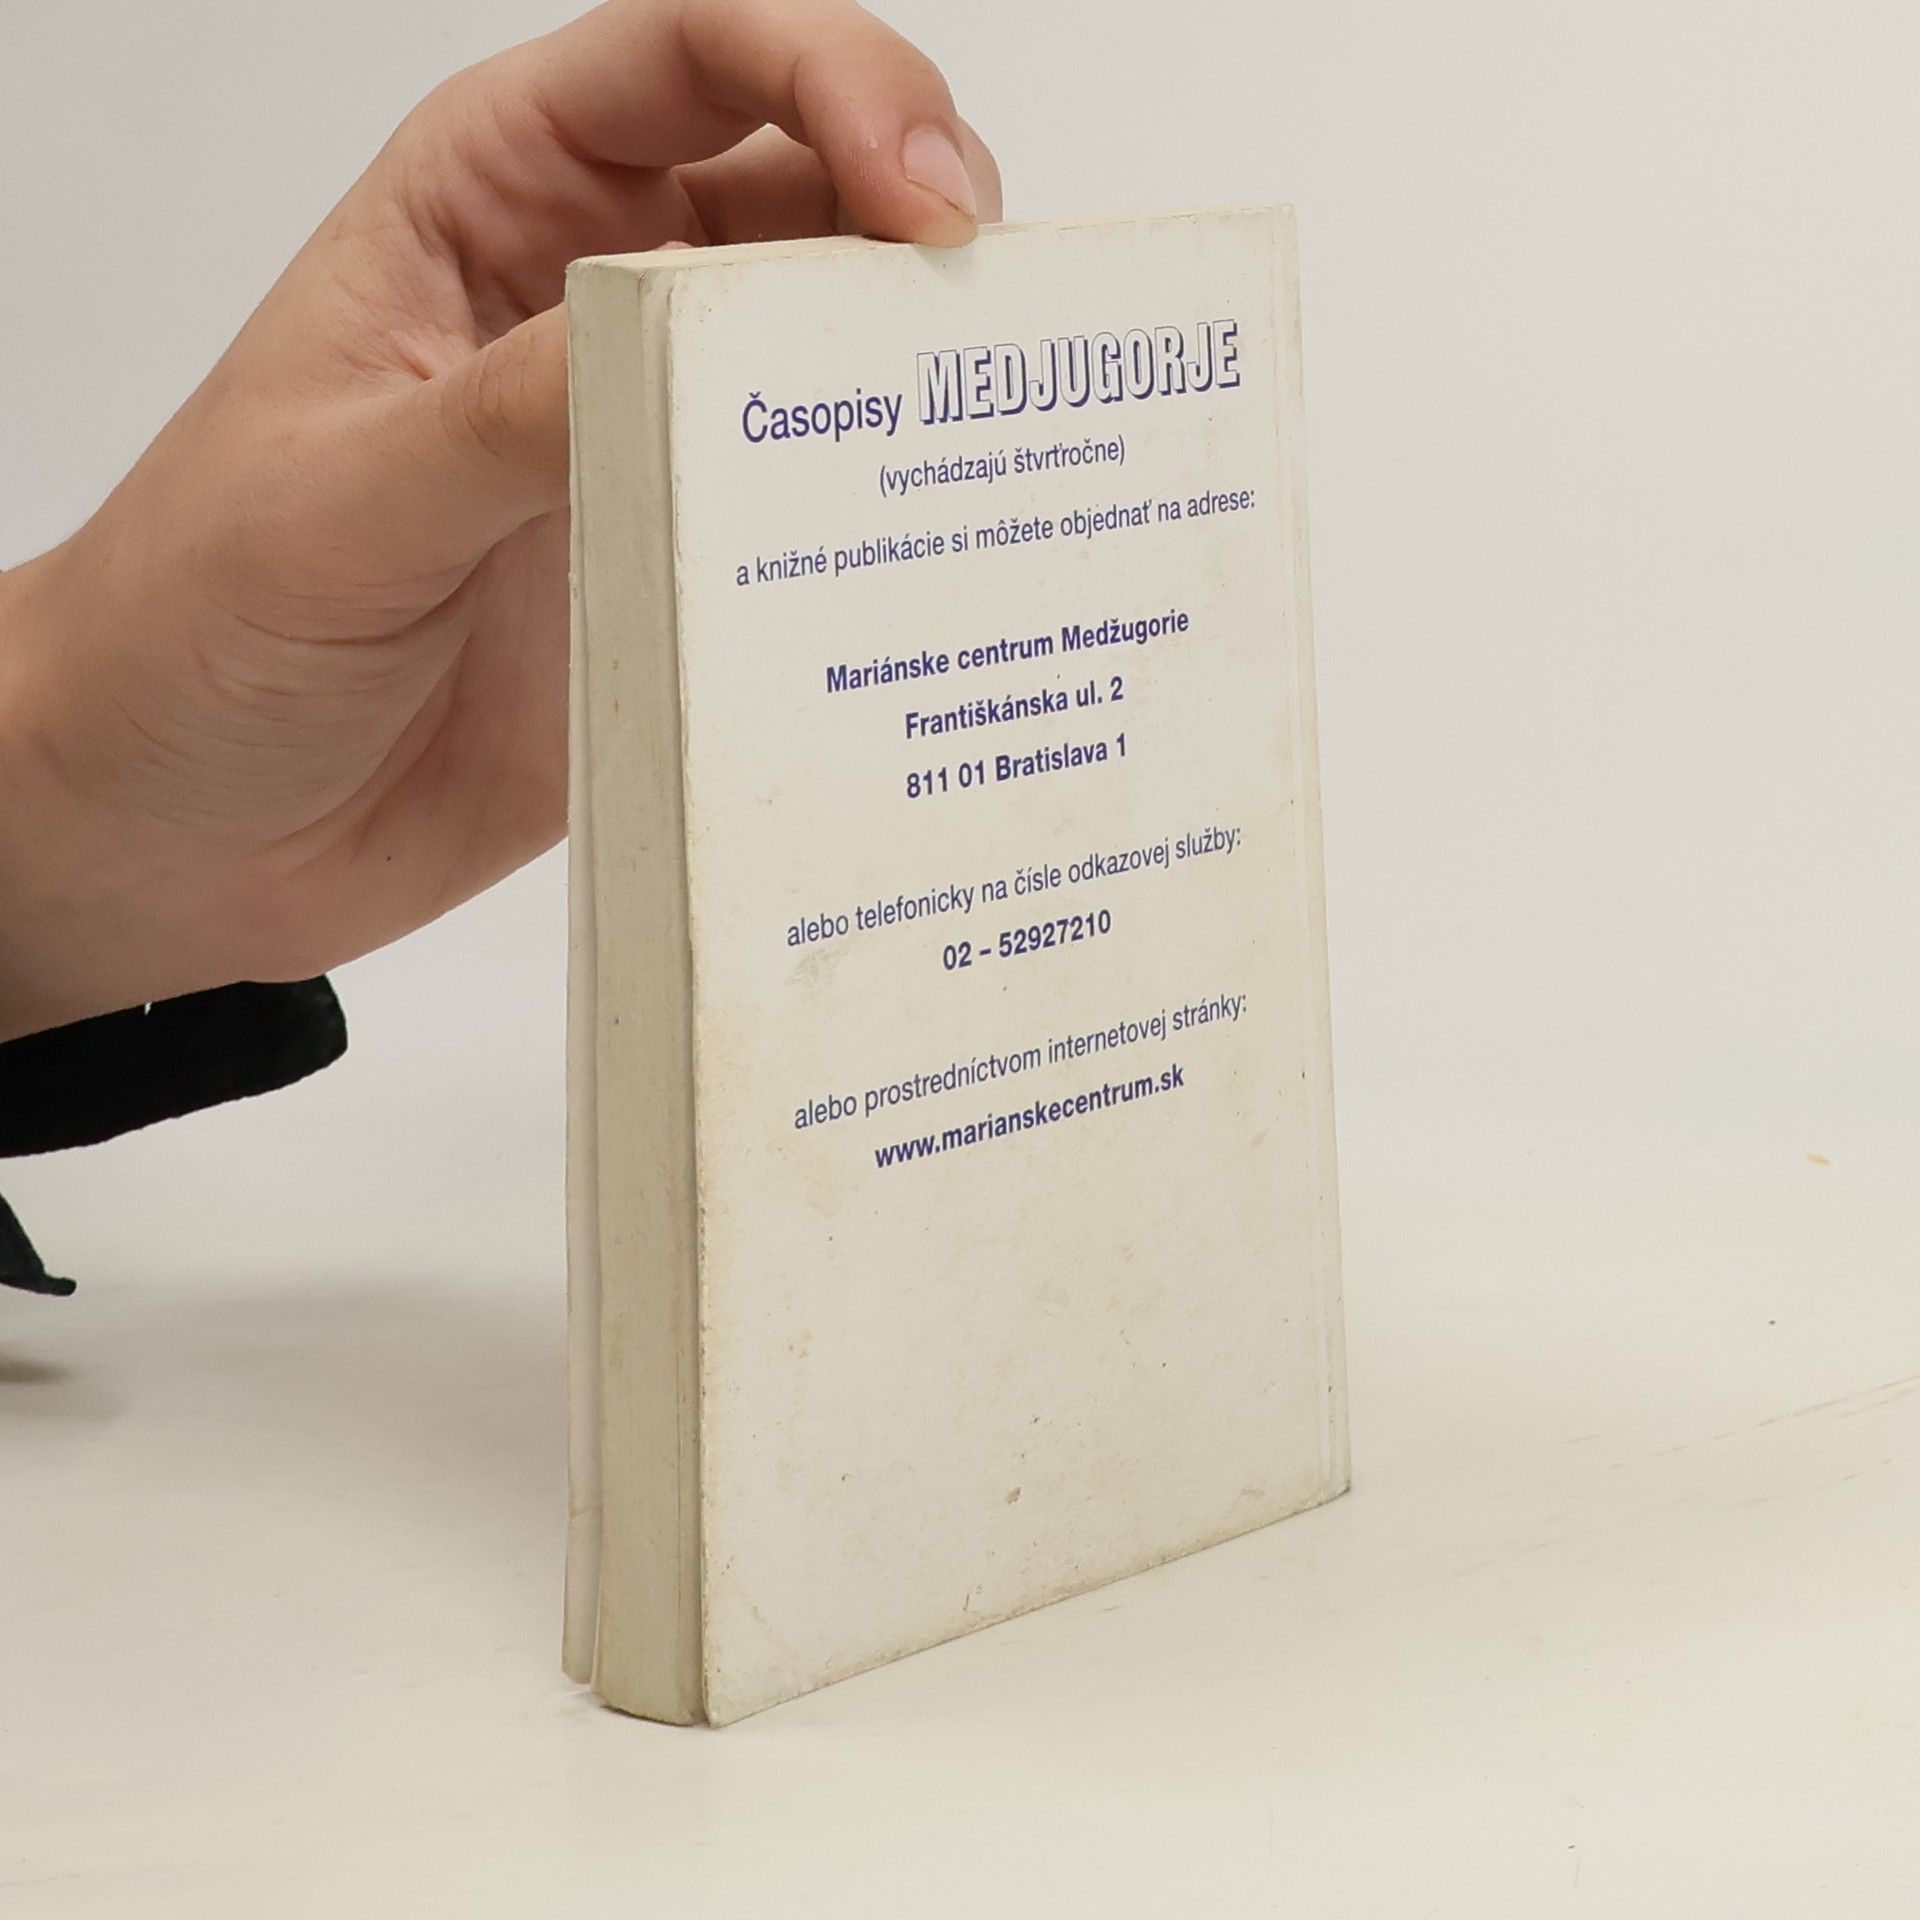 Časopisy MEDJUGORJE
(vychádzajú štvrťročne)
a knižné publikácie si môžete objednať na adrese:
Mariánske centrum Medžugorie
Františkánska ul. 2
811 01 Bratislava 1
alebo telefonicky na čísle odkazovej služby:
02 – 52927210
alebo prostredníctvom internetovej stránky:
www.marianskecentrum.sk